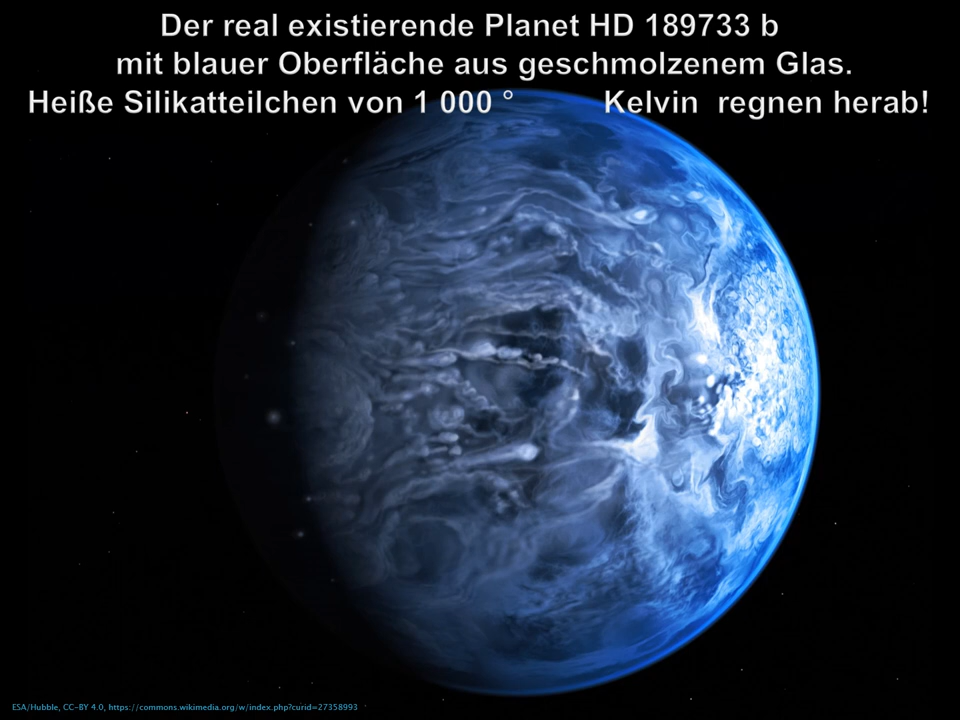 Der real existierende Planet HD 189733 b
mit blauer Oberfläche aus geschmolzenem Glas.
Heiße Silikatteilchen von 1 000 ° Kelvin regnen herab!
ESA/Hubble, CC-BY 4.0, https://commons.wikimedia.org/w/index.php?curid=27358993